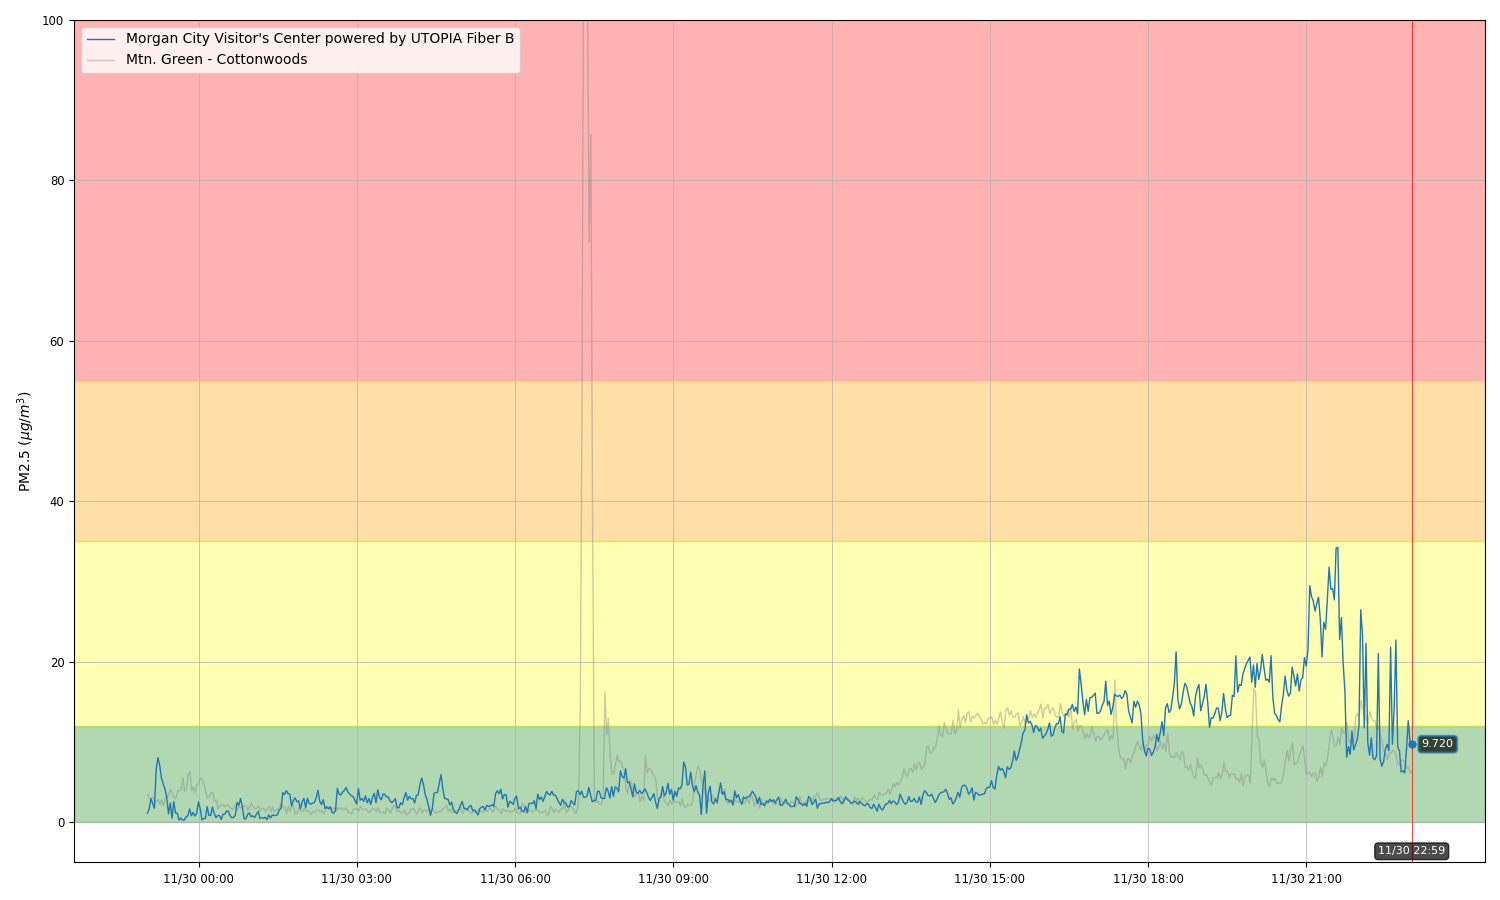 100
Morgan City Visitor's Center powered by UTOPIA Fiber B
Mtn. Green - Cottonwoods
80
60
PM2.5 (µg/m³)
40
20
9.720
0
11/30 22:59
11/30 00:00 11/30 03:00 11/30 06:00 11/30 09:00 11/30 12:00 11/30 15:00 11/30 18:00 11/30 21:00